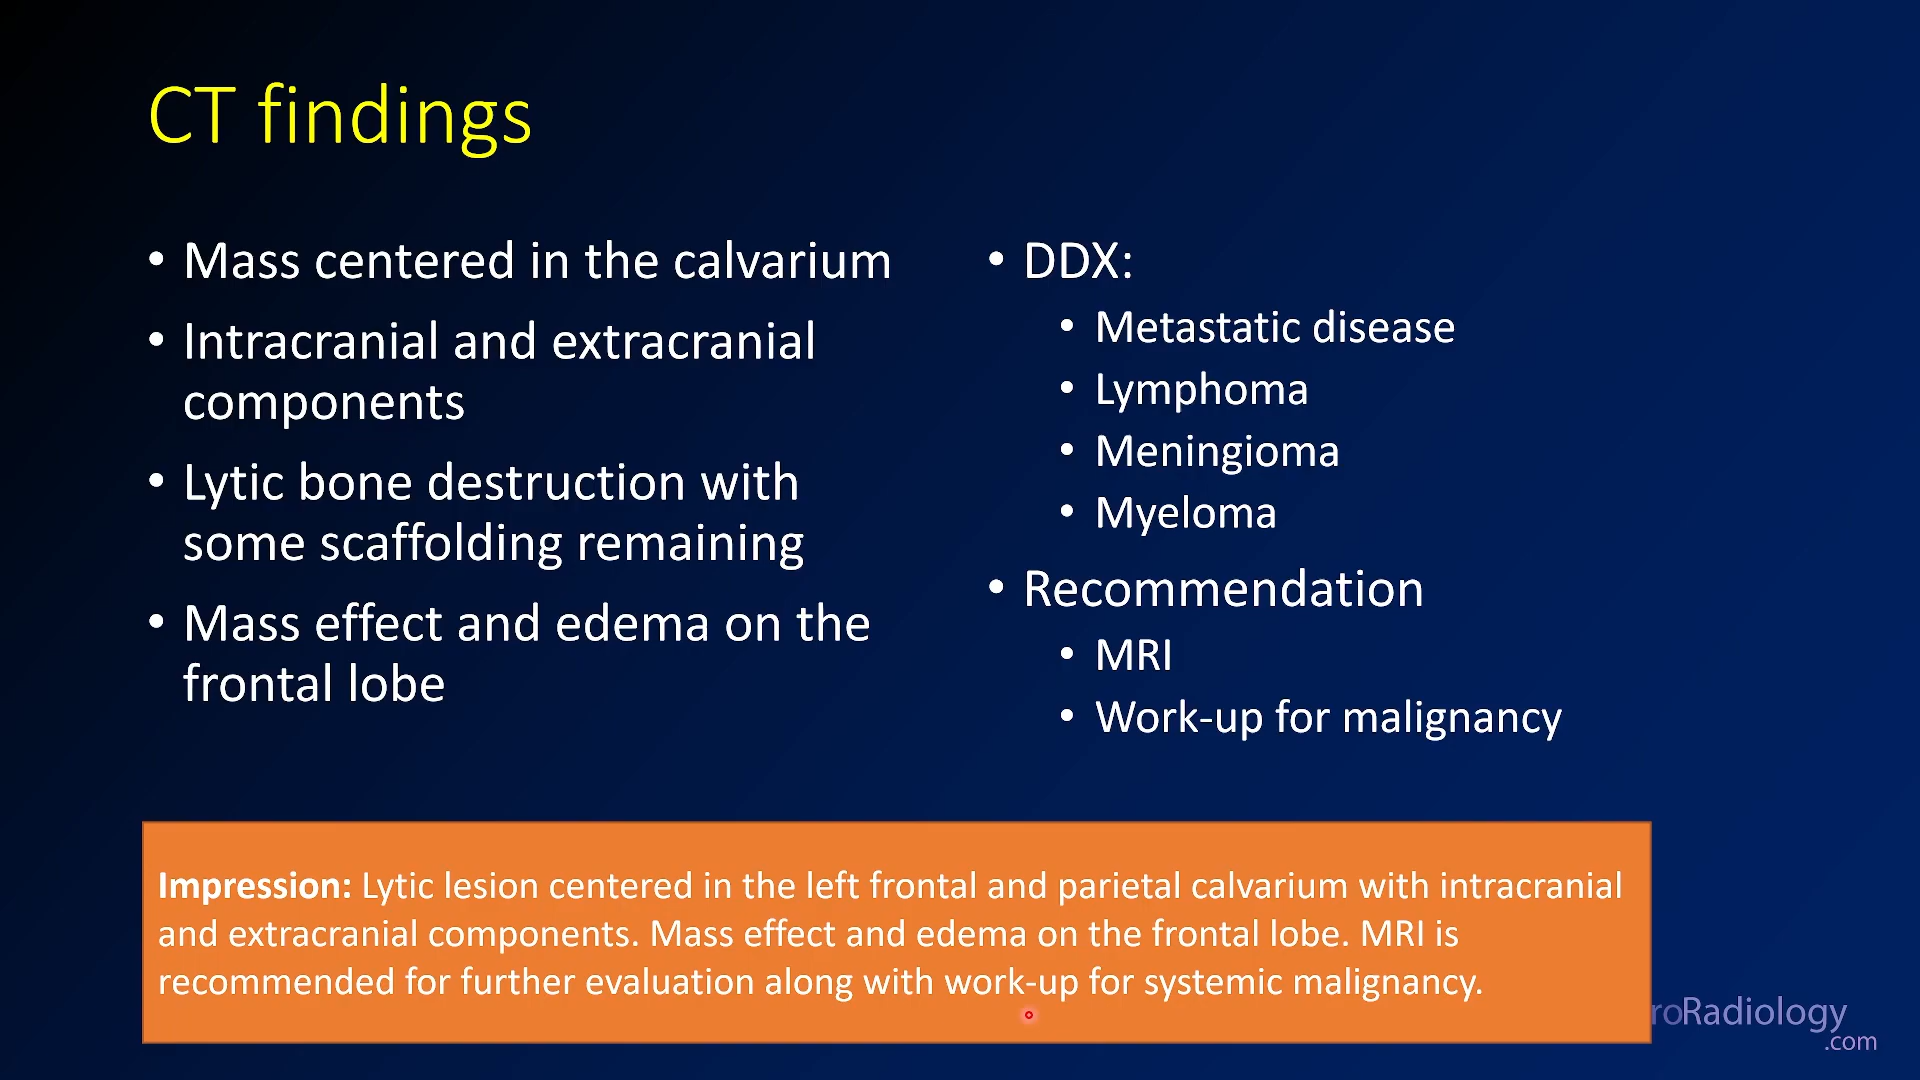 CT findings
• Mass centered in the calvarium
• Intracranial and extracranial
components
• Lytic bone destruction with
some scaffolding remaining
• Mass effect and edema on the
frontal lobe
• DDX:
• Metastatic disease
• Lymphoma
• Meningioma
• Myeloma
• Recommendation
• MRI
• Work-up for malignancy
Impression: Lytic lesion centered in the left frontal and parietal calvarium with intracranial
and extracranial components. Mass effect and edema on the frontal lobe. MRI is
recommended for further evaluation along with work-up for systemic malignancy.
roRadiology
.com